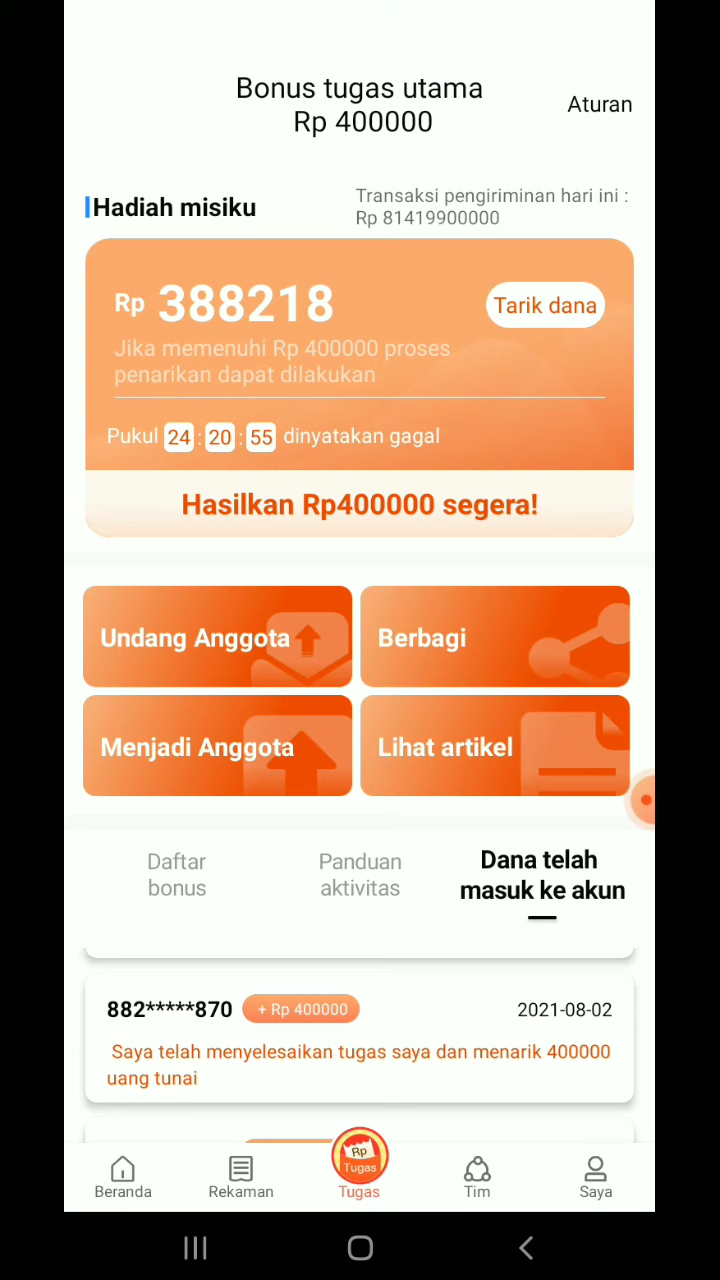 Bonus tugas utama
Rp 400000
Aturan
Hadiah misiku
Transaksi pengiriminan hari ini :
Rp 81419900000
Rp 388218
Tarik dana
Jika memenuhi Rp 400000 proses
penarikan dapat dilakukan
Pukul 24 : 20 : 55 dinyatakan gagal
Hasilkan Rp400000 segera!
Undang Anggota
Berbagi
Menjadi Anggota
Lihat artikel
Daftar
bonus
Panduan
aktivitas
Dana telah
masuk ke akun
882*****870 + Rp 400000 2021-08-02
Saya telah menyelesaikan tugas saya dan menarik 400000
uang tunai
Rp
Tugas
Beranda
Rekaman
Tugas
Tim
Saya